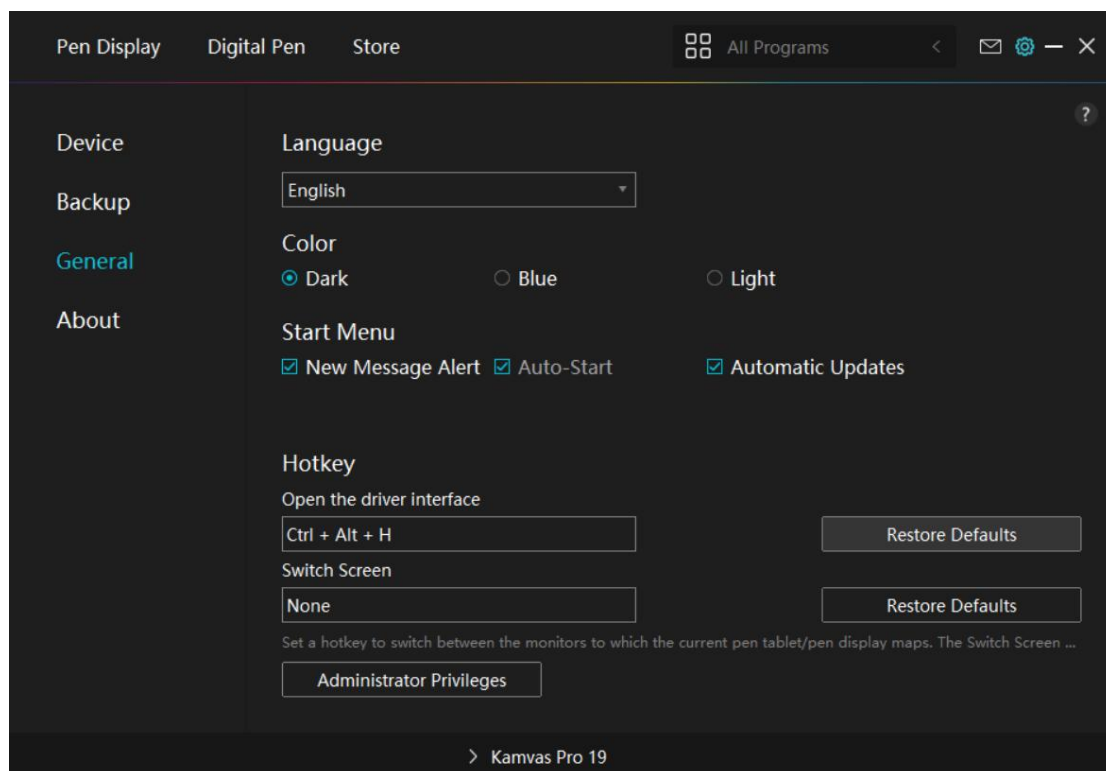 Pen Display Digital Pen Store All Programs
?
Device
Backup
General
About
Language
English
Color
Dark Blue Light
Start Menu
New Message Alert Auto-Start Automatic Updates
Hotkey
Open the driver interface
Ctrl + Alt + H Restore Defaults
Switch Screen
None Restore Defaults
Set a hotkey to switch between the monitors to which the current pen tablet/pen display maps. The Switch Screen ...
Administrator Privileges
Kamvas Pro 19